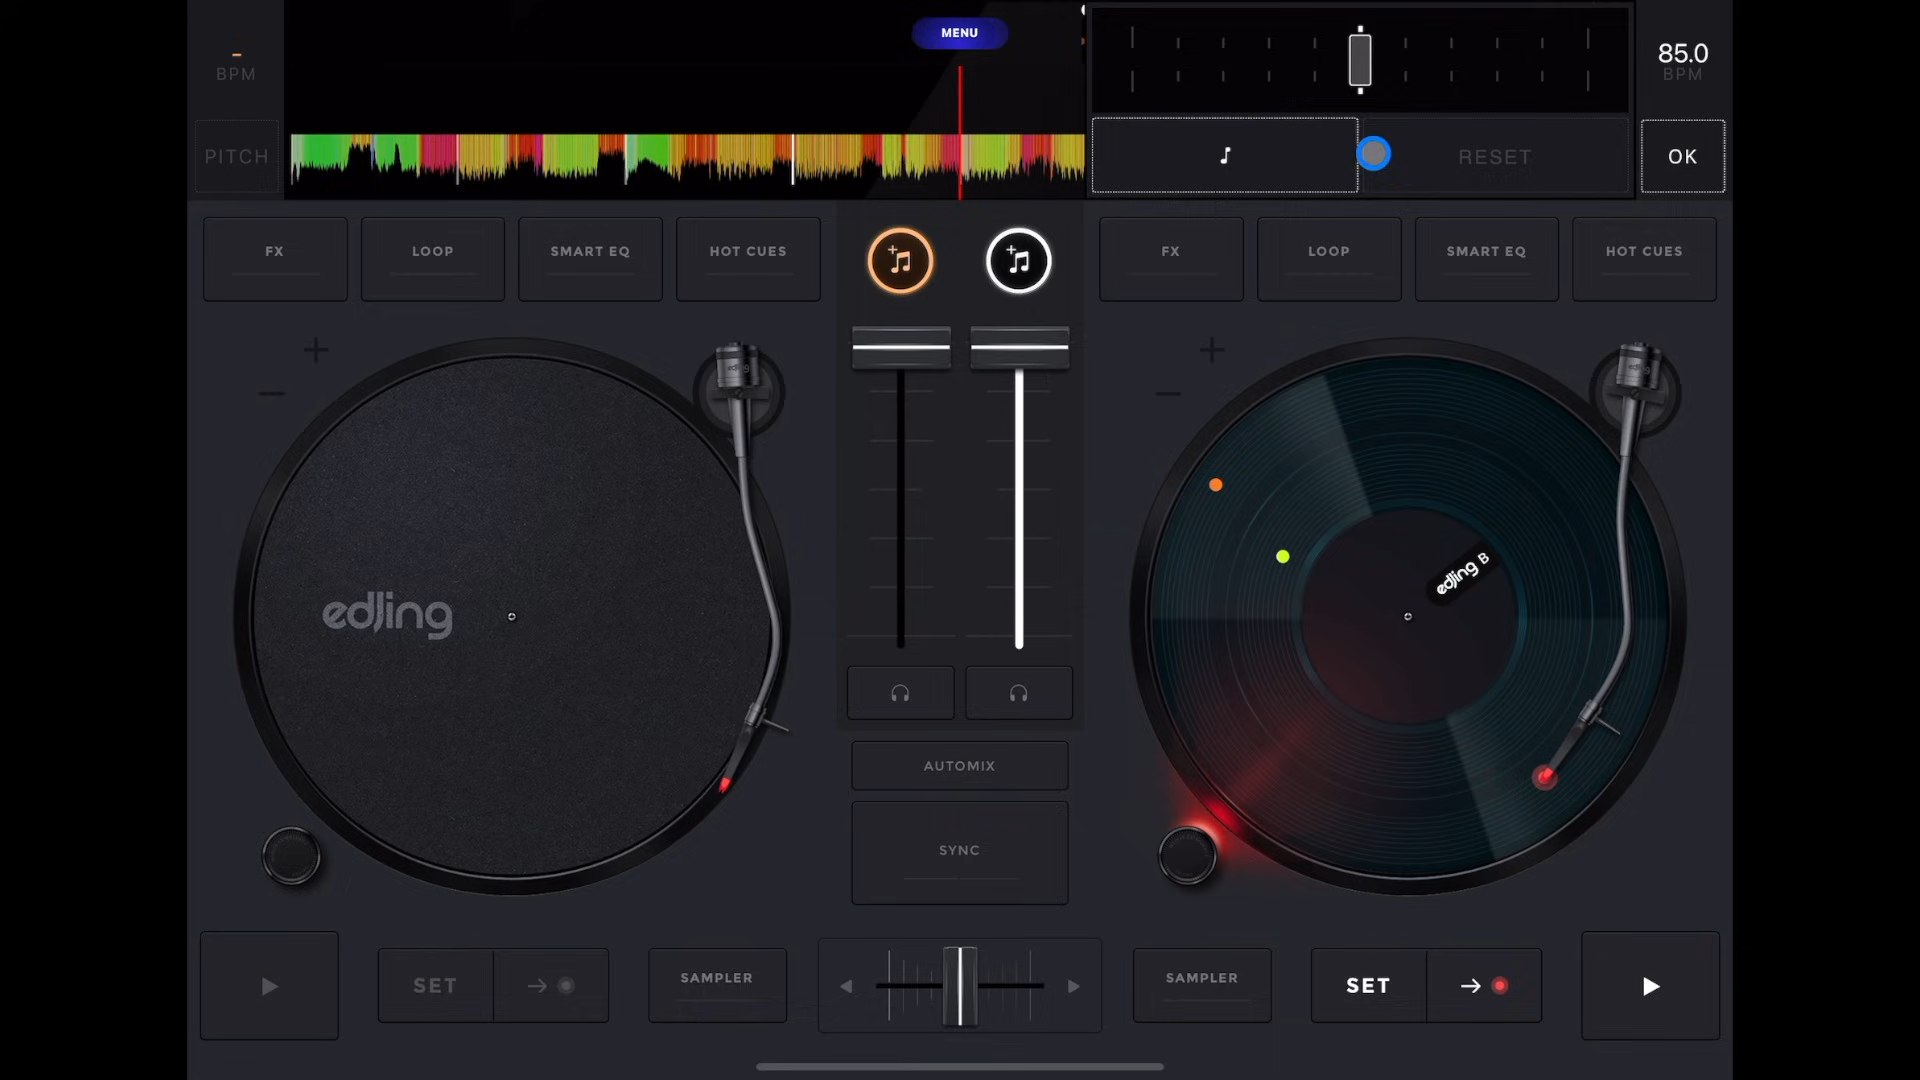 MENU
BPM
85.0
BPM
PITCH
RESET
OK
FX
LOOP
SMART EQ
HOT CUES
FX
LOOP
SMART EQ
HOT CUES
edjing
edjing B
AUTOMIX
SYNC
SET
SAMPLER
SAMPLER
SET